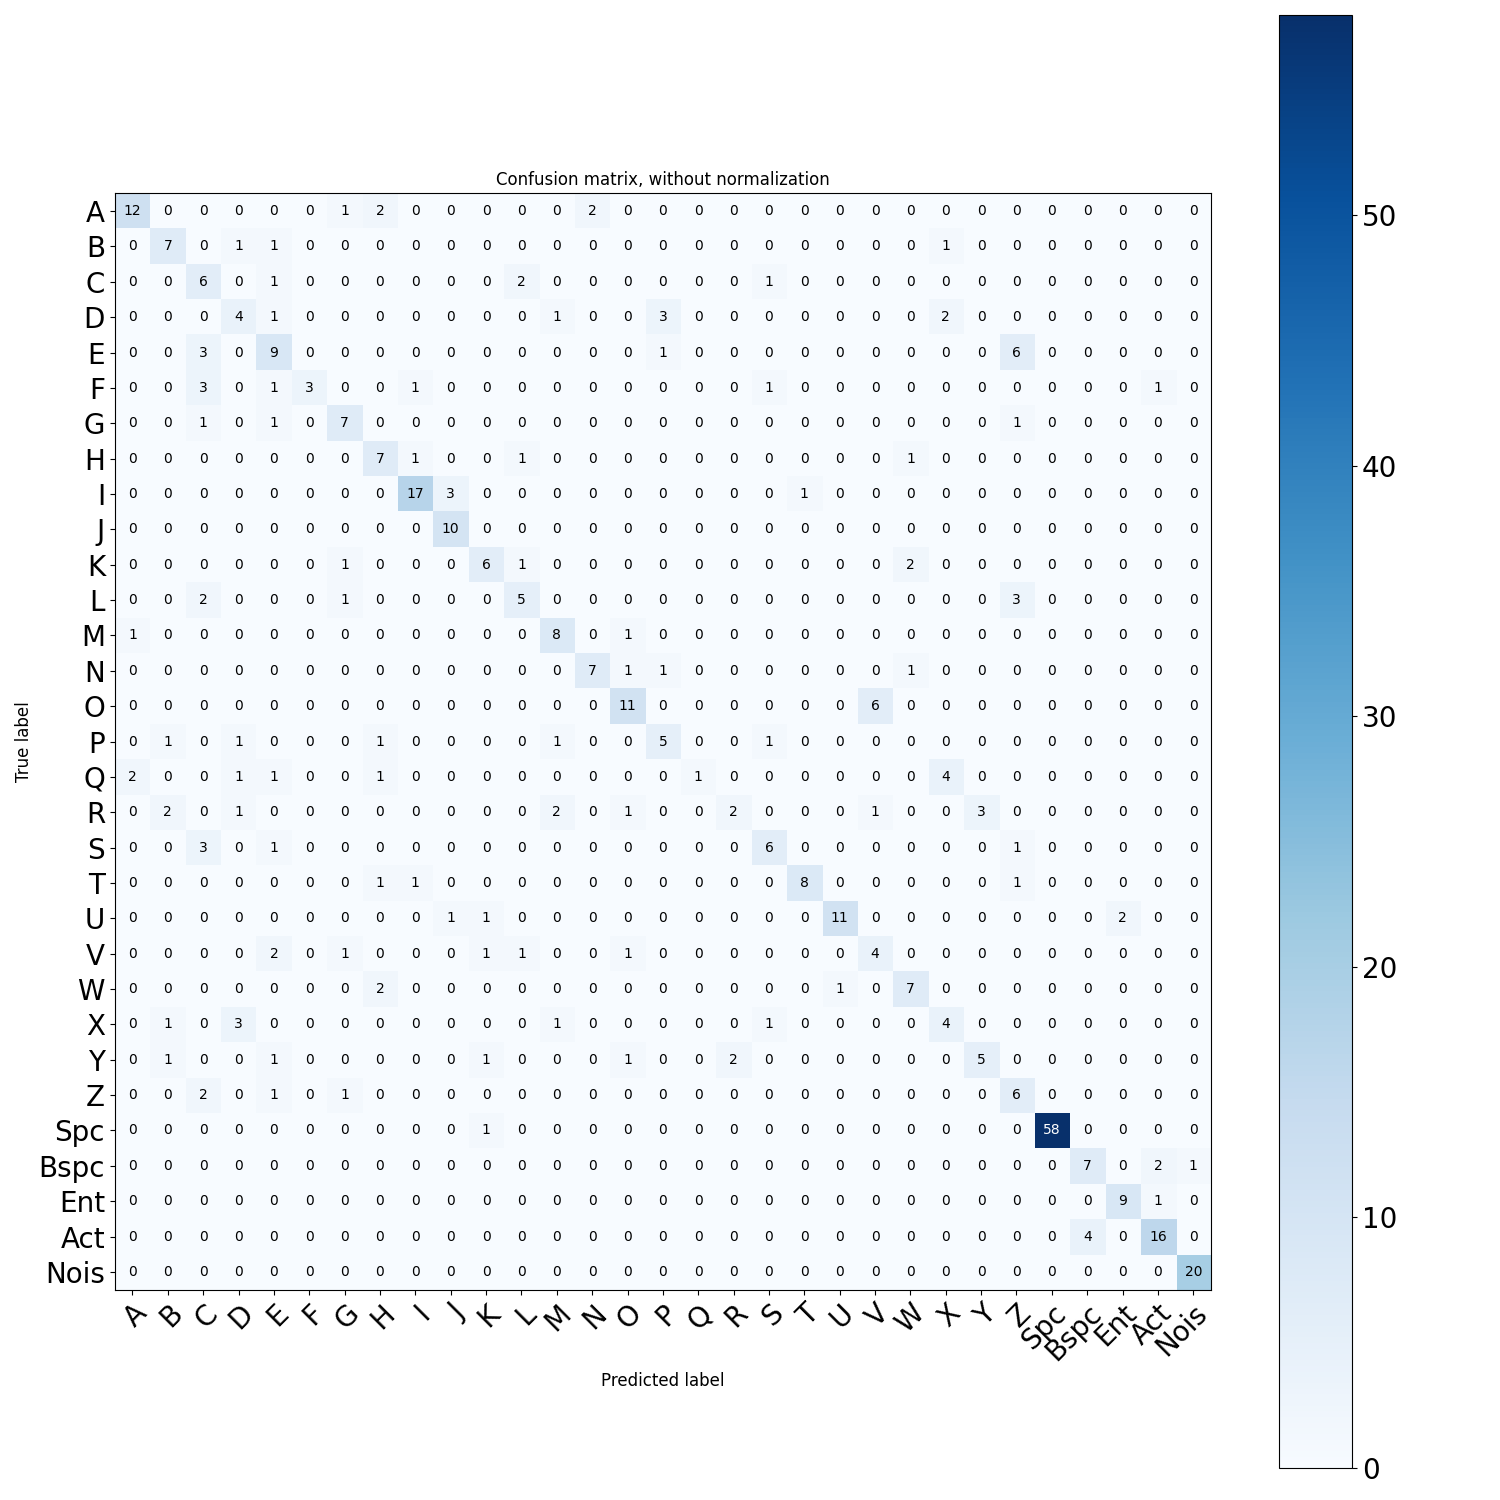 Confusion matrix, without normalization
A 12 0 0 0 0 0 1 2 0 0 0 0 0 2 0 0 0 0 0 0 0 0 0 0 0 0 0 0 0 0 0
B 0 7 0 1 1 0 0 0 0 0 0 0 0 0 0 0 0 0 0 0 0 0 0 1 0 0 0 0 0 0 0
C 0 0 6 0 1 0 0 0 0 0 0 2 0 0 0 0 0 0 1 0 0 0 0 0 0 0 0 0 0 0 0
D 0 0 0 4 1 0 0 0 0 0 0 0 1 0 0 3 0 0 0 0 0 0 0 2 0 0 0 0 0 0 0
E 0 0 3 0 9 0 0 0 0 0 0 0 0 0 0 1 0 0 0 0 0 0 0 0 0 6 0 0 0 0 0
F 0 0 3 0 1 3 0 0 1 0 0 0 0 0 0 0 0 0 1 0 0 0 0 0 0 0 0 0 0 1 0
G 0 0 1 0 1 0 7 0 0 0 0 0 0 0 0 0 0 0 0 0 0 0 0 0 0 1 0 0 0 0 0
H 0 0 0 0 0 0 0 7 1 0 0 1 0 0 0 0 0 0 0 0 0 0 1 0 0 0 0 0 0 0 0
I 0 0 0 0 0 0 0 0 17 3 0 0 0 0 0 0 0 0 0 1 0 0 0 0 0 0 0 0 0 0 0
J 0 0 0 0 0 0 0 0 0 10 0 0 0 0 0 0 0 0 0 0 0 0 0 0 0 0 0 0 0 0 0
K 0 0 0 0 0 0 1 0 0 0 6 1 0 0 0 0 0 0 0 0 0 0 2 0 0 0 0 0 0 0 0
L 0 0 2 0 0 0 1 0 0 0 0 5 0 0 0 0 0 0 0 0 0 0 0 0 0 3 0 0 0 0 0
M 1 0 0 0 0 0 0 0 0 0 0 0 8 0 1 0 0 0 0 0 0 0 0 0 0 0 0 0 0 0 0
N 0 0 0 0 0 0 0 0 0 0 0 0 0 7 1 1 0 0 0 0 0 0 1 0 0 0 0 0 0 0 0
O 0 0 0 0 0 0 0 0 0 0 0 0 0 0 11 0 0 0 0 0 0 6 0 0 0 0 0 0 0 0 0
P 0 1 0 1 0 0 0 1 0 0 0 0 1 0 0 5 0 0 1 0 0 0 0 0 0 0 0 0 0 0 0
Q 2 0 0 1 1 0 0 1 0 0 0 0 0 0 0 0 1 0 0 0 0 0 0 4 0 0 0 0 0 0 0
R 0 2 0 1 0 0 0 0 0 0 0 0 2 0 1 0 0 2 0 0 0 1 0 0 3 0 0 0 0 0 0
S 0 0 3 0 1 0 0 0 0 0 0 0 0 0 0 0 0 0 6 0 0 0 0 0 0 1 0 0 0 0 0
T 0 0 0 0 0 0 0 1 1 0 0 0 0 0 0 0 0 0 0 8 0 0 0 0 0 1 0 0 0 0 0
U 0 0 0 0 0 0 0 0 0 1 1 0 0 0 0 0 0 0 0 0 11 0 0 0 0 0 0 0 2 0 0
V 0 0 0 0 2 0 1 0 0 0 1 1 0 0 1 0 0 0 0 0 0 4 0 0 0 0 0 0 0 0 0
W 0 0 0 0 0 0 0 2 0 0 0 0 0 0 0 0 0 0 0 0 1 0 7 0 0 0 0 0 0 0 0
X 0 1 0 3 0 0 0 0 0 0 0 0 1 0 0 0 0 0 1 0 0 0 0 4 0 0 0 0 0 0 0
Y 0 1 0 0 1 0 0 0 0 0 1 0 0 0 1 0 0 2 0 0 0 0 0 0 5 0 0 0 0 0 0
Z 0 0 2 0 1 0 1 0 0 0 0 0 0 0 0 0 0 0 0 0 0 0 0 0 0 6 0 0 0 0 0
Spc 0 0 0 0 0 0 0 0 0 0 1 0 0 0 0 0 0 0 0 0 0 0 0 0 0 0 58 0 0 0 0
Bspc 0 0 0 0 0 0 0 0 0 0 0 0 0 0 0 0 0 0 0 0 0 0 0 0 0 0 0 7 0 2 1
Ent 0 0 0 0 0 0 0 0 0 0 0 0 0 0 0 0 0 0 0 0 0 0 0 0 0 0 0 0 9 1 0
Act 0 0 0 0 0 0 0 0 0 0 0 0 0 0 0 0 0 0 0 0 0 0 0 0 0 0 0 4 0 16 0
Nois 0 0 0 0 0 0 0 0 0 0 0 0 0 0 0 0 0 0 0 0 0 0 0 0 0 0 0 0 0 0 20
A B C D E F G H I J K L M N O P Q R S T U V W X Y Z Spc Bspc Ent Act Nois
Predicted label
True label
50
40
30
20
10
0